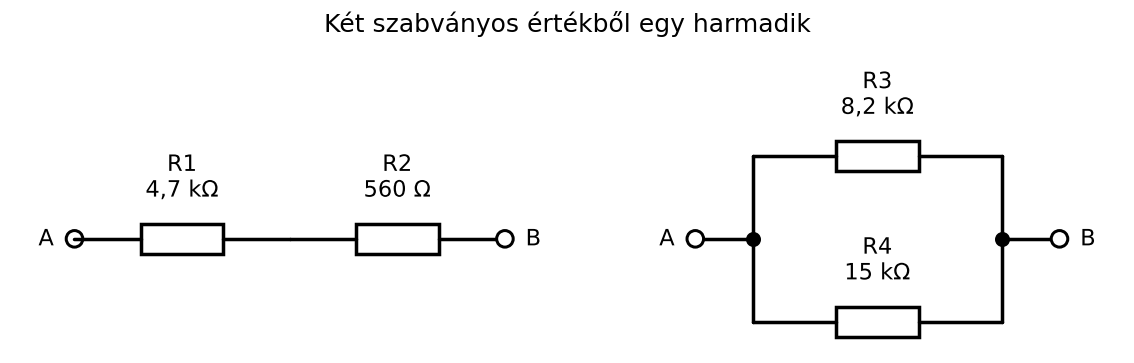 Két szabványos értékből egy harmadik
R1
4,7 kΩ
R2
560 Ω
A
B
R3
8,2 kΩ
A
R4
15 kΩ
B